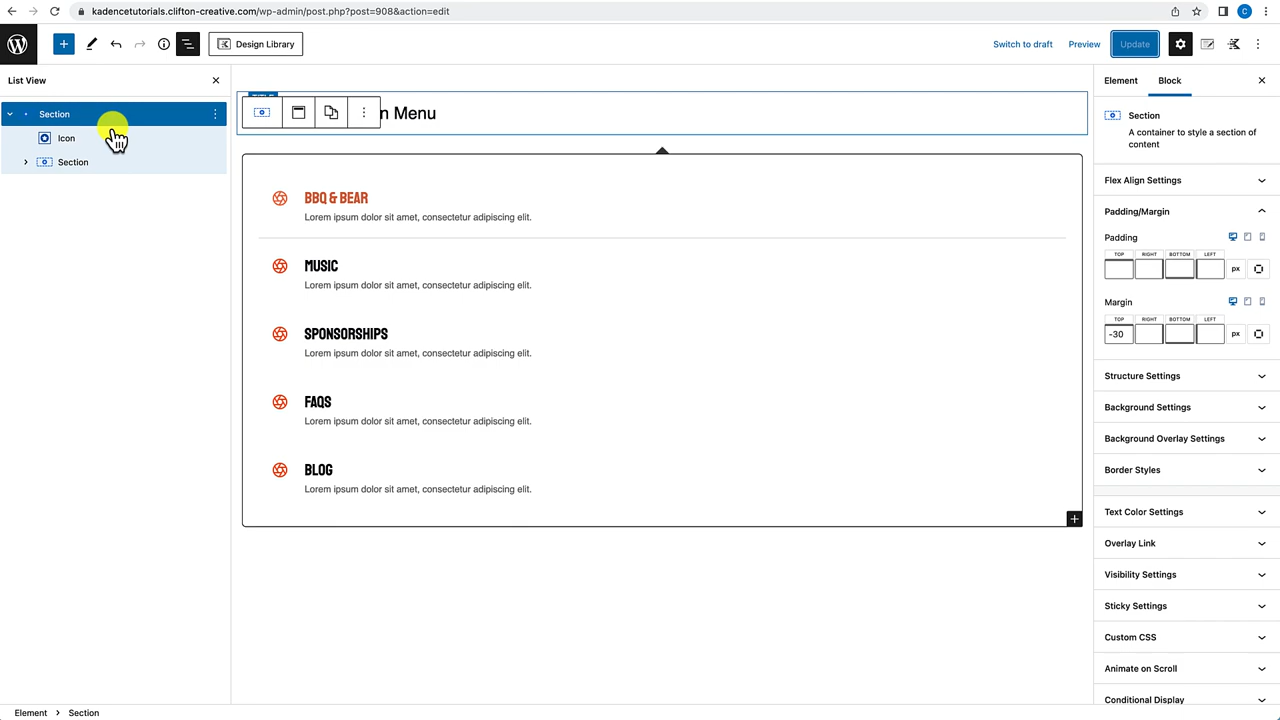 kadencetutorials.clifton-creative.com/wp-admin/post.php?post=908&action=edit
C
Design Library
Switch to draft
Preview
Update
List View
Section
Icon
Section
n Menu
BBQ & BEAR
Lorem ipsum dolor sit amet, consectetur adipiscing elit.
MUSIC
Lorem ipsum dolor sit amet, consectetur adipiscing elit.
SPONSORSHIPS
Lorem ipsum dolor sit amet, consectetur adipiscing elit.
FAQS
Lorem ipsum dolor sit amet, consectetur adipiscing elit.
BLOG
Lorem ipsum dolor sit amet, consectetur adipiscing elit.
Element
Block
Section
A container to style a section of
content
Flex Align Settings
Padding/Margin
Padding
TOP RIGHT BOTTOM LEFT
px
Margin
TOP RIGHT BOTTOM LEFT
-30
px
Structure Settings
Background Settings
Background Overlay Settings
Border Styles
Text Color Settings
Overlay Link
Visibility Settings
Sticky Settings
Custom CSS
Animate on Scroll
Conditional Display
Element > Section